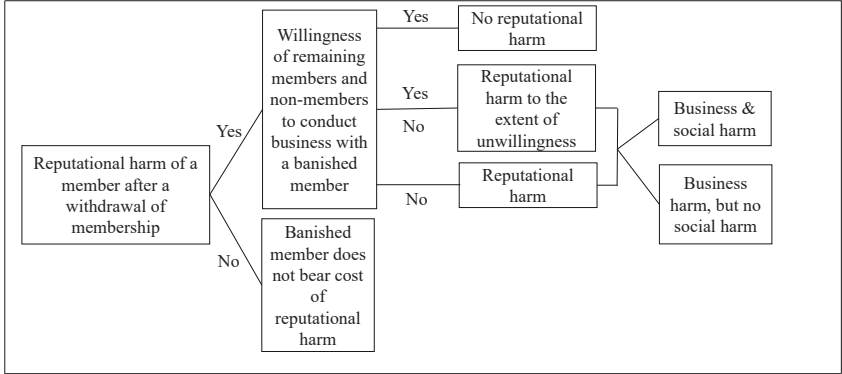 Reputational harm of a
member after a
withdrawal of
membership
Yes
No
Willingness
of remaining
members and
non-members
to conduct
business with
a banished
member
Banished
member does
not bear cost
of
reputational
harm
Yes
Yes
No
No
No reputational
harm
Reputational
harm to the
extent of
unwillingness
Reputational
harm
Business &
social harm
Business
harm, but no
social harm